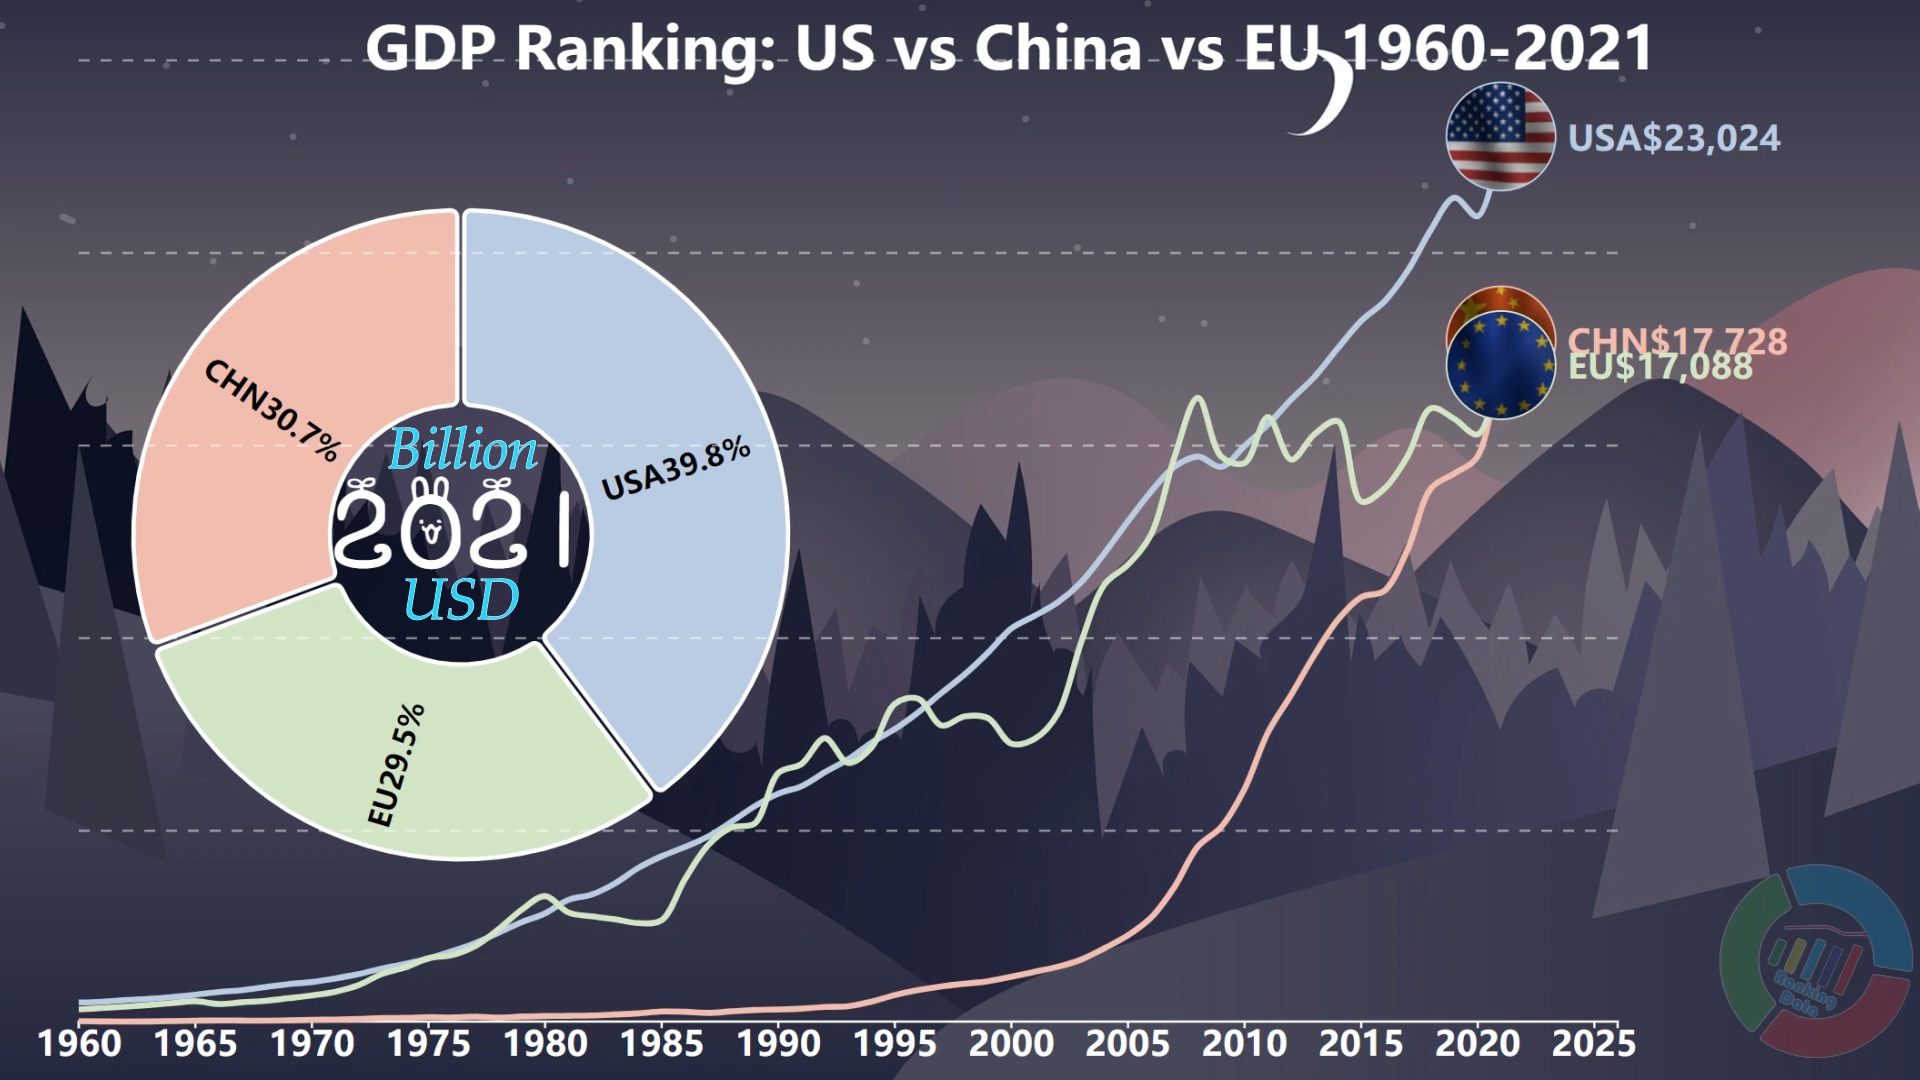 GDP Ranking: US vs China vs EU 1960-2021
USA$23,024
CHN$17,728
EU$17,088
CHN30.7%
USA39.8%
EU29.5%
Billion
2021
USD
1960 1965 1970 1975 1980 1985 1990 1995 2000 2005 2010 2015 2020 2025
Ranking
Data